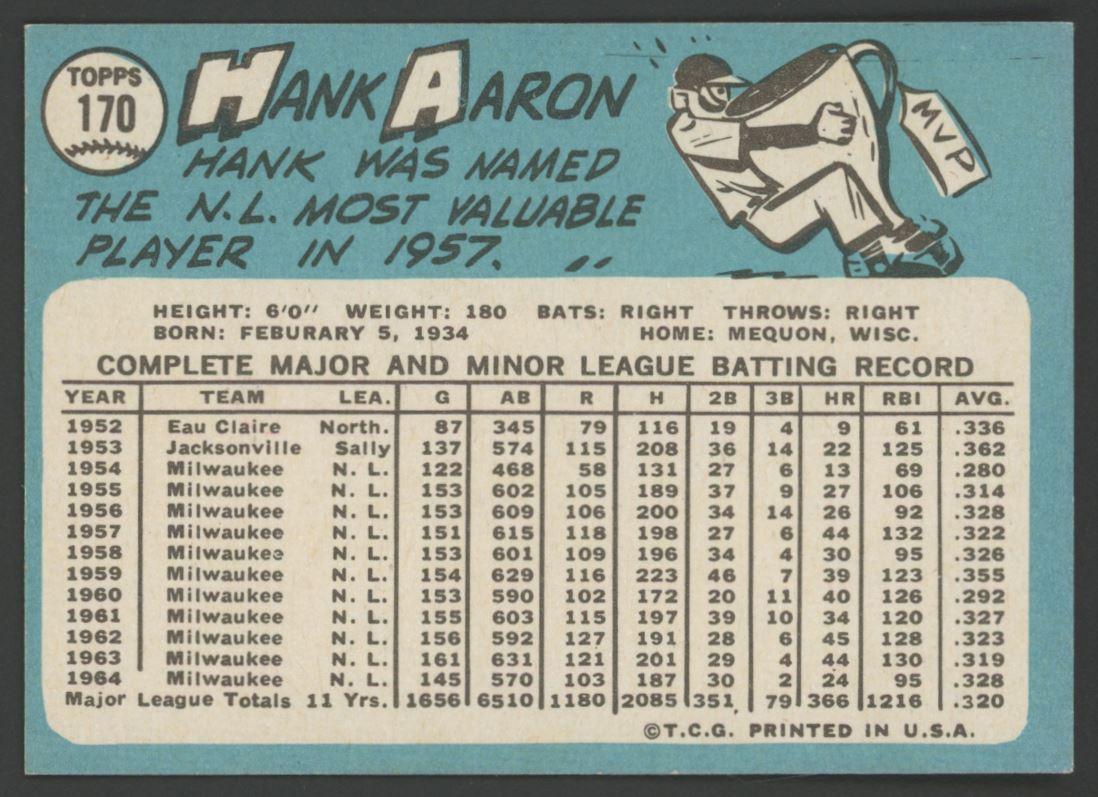 TOPPS
170
HANK AARON
HANK WAS NAMED
THE N.L. MOST VALUABLE
PLAYER IN 1957.
MVP
HEIGHT: 6'0" WEIGHT: 180 BATS: RIGHT THROWS: RIGHT
BORN: FEBURARY 5, 1934 HOME: MEQUON, WISC.
COMPLETE MAJOR AND MINOR LEAGUE BATTING RECORD
YEAR TEAM LEA. G AB R H 2B 3B HR RBI AVG.
1952 Eau Claire North. 87 345 79 116 19 4 9 61 .336
1953 Jacksonville Sally 137 574 115 208 36 14 22 125 .362
1954 Milwaukee N. L. 122 468 58 131 27 6 13 69 .280
1955 Milwaukee N. L. 153 602 105 189 37 9 27 106 .314
1956 Milwaukee N. L. 153 609 106 200 34 14 26 92 .328
1957 Milwaukee N. L. 151 615 118 198 27 6 44 132 .322
1958 Milwaukee N. L. 153 601 109 196 34 4 30 95 .326
1959 Milwaukee N. L. 154 629 116 223 46 7 39 123 .355
1960 Milwaukee N. L. 153 590 102 172 20 11 40 126 .292
1961 Milwaukee N. L. 155 603 115 197 39 10 34 120 .327
1962 Milwaukee N. L. 156 592 127 191 28 6 45 128 .323
1963 Milwaukee N. L. 161 631 121 201 29 4 44 130 .319
1964 Milwaukee N. L. 145 570 103 187 30 2 24 95 .328
Major League Totals 11 Yrs. 1656 6510 1180 2085 351 79 366 1216 .320
©T.C.G. PRINTED IN U.S.A.